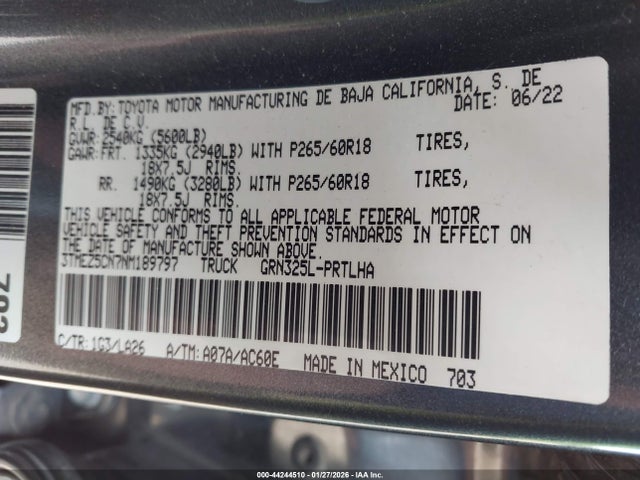 MFD.BY: TOYOTA MOTOR MANUFACTURING DE BAJA CALIFORNIA, S. DE
R.L. DE C.V. DATE: 06/22
GVWR: 2540KG (5600LB)
GAWR: FRT. 1335KG (2940LB) WITH P265/60R18 TIRES,
18X7.5J RIMS.
RR. 1490KG (3280LB) WITH P265/60R18 TIRES,
18X7.5J RIMS.
THIS VEHICLE CONFORMS TO ALL APPLICABLE FEDERAL MOTOR
VEHICLE SAFETY AND THEFT PREVENTION STANDARDS IN EFFECT ON
THE DATE OF MANUFACTURE SHOWN ABOVE.
3TMEZ5CN7NM189797 TRUCK GRN325L-PRTLHA
C/TR: 1G3/LA26 A/TM: A07A/AC60E MADE IN MEXICO 703
703
000-44244510 - 01/27/2026 - IAA Inc.